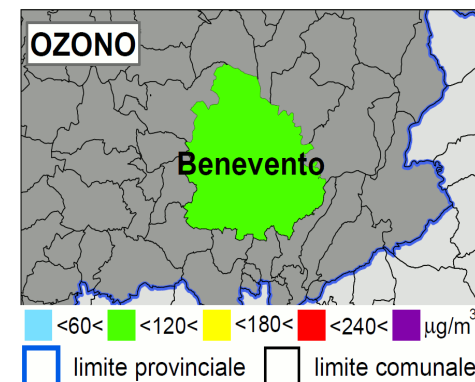 OZONO
Benevento
<60< <120< <180< <240< µg/m³
limite provinciale limite comunale